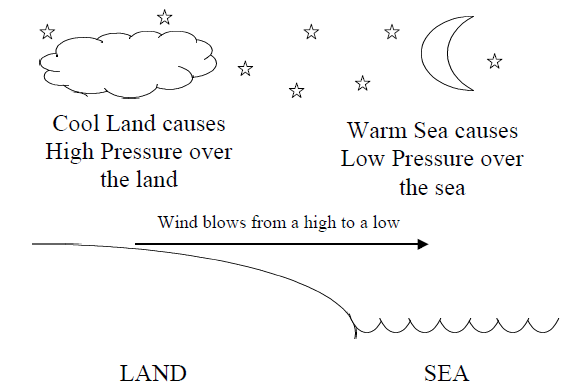 Cool Land causes
High Pressure over
the land
Warm Sea causes
Low Pressure over
the sea
Wind blows from a high to a low
LAND
SEA